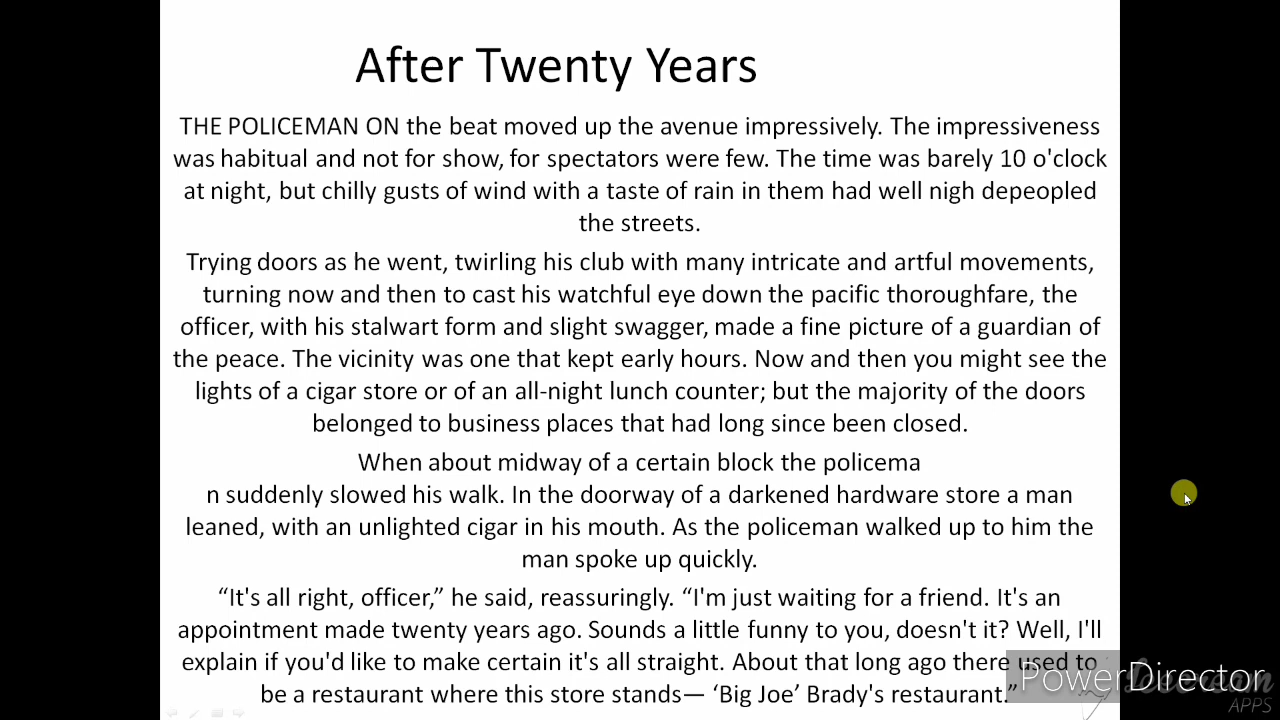 After Twenty Years
THE POLICEMAN ON the beat moved up the avenue impressively. The impressiveness
was habitual and not for show, for spectators were few. The time was barely 10 o'clock
at night, but chilly gusts of wind with a taste of rain in them had well nigh depeopled
the streets.
Trying doors as he went, twirling his club with many intricate and artful movements,
turning now and then to cast his watchful eye down the pacific thoroughfare, the
officer, with his stalwart form and slight swagger, made a fine picture of a guardian of
the peace. The vicinity was one that kept early hours. Now and then you might see the
lights of a cigar store or of an all-night lunch counter; but the majority of the doors
belonged to business places that had long since been closed.
When about midway of a certain block the policema
n suddenly slowed his walk. In the doorway of a darkened hardware store a man
leaned, with an unlighted cigar in his mouth. As the policeman walked up to him the
man spoke up quickly.
“It's all right, officer,” he said, reassuringly. “I'm just waiting for a friend. It's an
appointment made twenty years ago. Sounds a little funny to you, doesn't it? Well, I'll
explain if you'd like to make certain it's all straight. About that long ago there used to
be a restaurant where this store stands— ‘Big Joe’ Brady's restaurant.”
PowerDirector
APPS